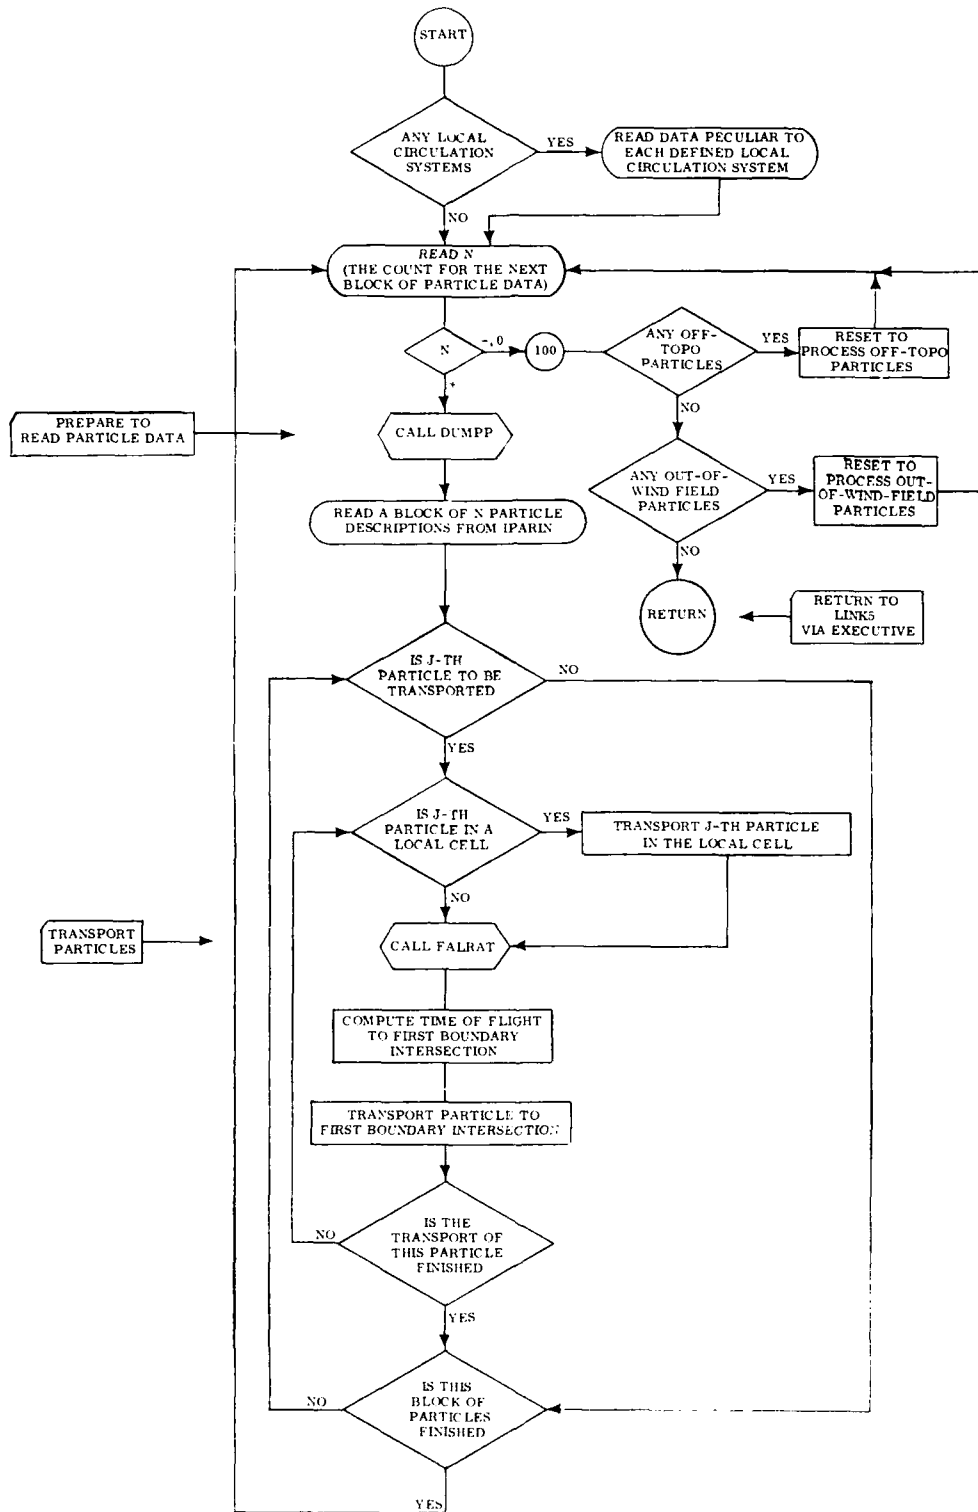 START
ANY LOCAL
CIRCULATION
SYSTEMS
YES
READ DATA PECULIAR TO
EACH DEFINED LOCAL
CIRCULATION SYSTEM
NO
READ N
(THE COUNT FOR THE NEXT
BLOCK OF PARTICLE DATA)
N
-, 0
100
ANY OFF-
TOPO
PARTICLES
YES
RESET TO
PROCESS OFF-TOPO
PARTICLES
+
NO
PREPARE TO
READ PARTICLE DATA
CALL DUMPP
ANY OUT-OF-
WIND FIELD
PARTICLES
YES
RESET TO
PROCESS OUT-
OF-WIND-FIELD
PARTICLES
READ A BLOCK OF N PARTICLE
DESCRIPTIONS FROM IPARIN
NO
RETURN
RETURN TO
LINK5
VIA EXECUTIVE
IS J-TH
PARTICLE TO BE
TRANSPORTED
NO
YES
IS J-TH
PARTICLE IN A
LOCAL CELL
YES
TRANSPORT J-TH PARTICLE
IN THE LOCAL CELL
NO
TRANSPORT
PARTICLES
CALL FALRAT
COMPUTE TIME OF FLIGHT
TO FIRST BOUNDARY
INTERSECTION
TRANSPORT PARTICLE TO
FIRST BOUNDARY INTERSECTION
IS THE
TRANSPORT OF
THIS PARTICLE
FINISHED
NO
YES
IS THIS
BLOCK OF
PARTICLES
FINISHED
NO
YES